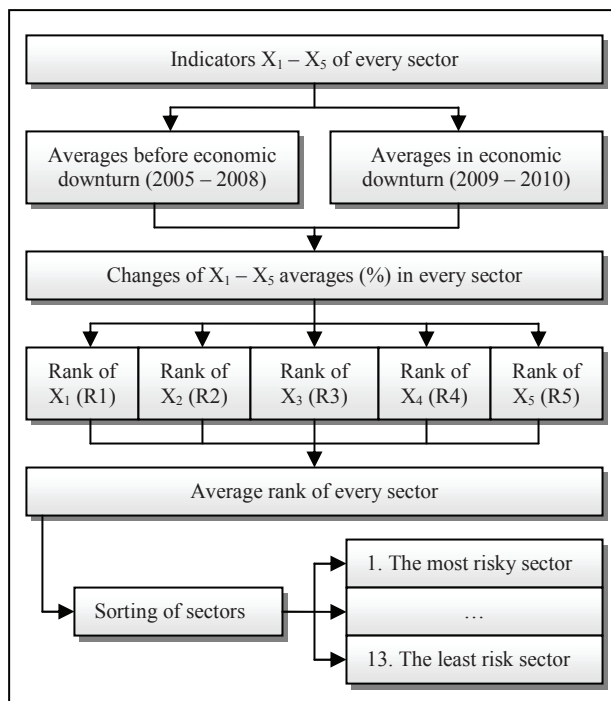 Indicators X₁ – X₅ of every sector
Averages before economic
downturn (2005 – 2008)
Averages in economic
downturn (2009 – 2010)
Changes of X₁ – X₅ averages (%) in every sector
Rank of
X₁ (R1)
Rank of
X₂ (R2)
Rank of
X₃ (R3)
Rank of
X₄ (R4)
Rank of
X₅ (R5)
Average rank of every sector
Sorting of sectors
1. The most risky sector
…
13. The least risk sector